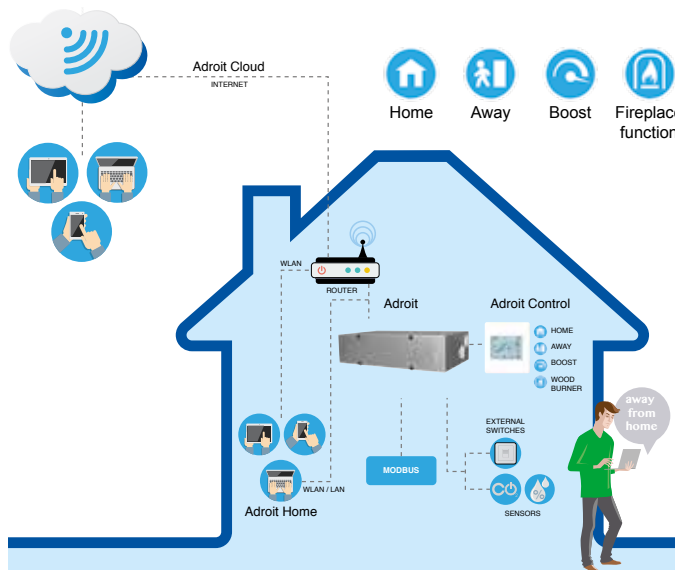 Adroit Cloud
INTERNET
Home
Away
Boost
Fireplace
function
WLAN
ROUTER
Adroit
Adroit Control
HOME
AWAY
BOOST
WOOD
BURNER
away
from
home
EXTERNAL
SWITCHES
MODBUS
CO
%
SENSORS
WLAN / LAN
Adroit Home